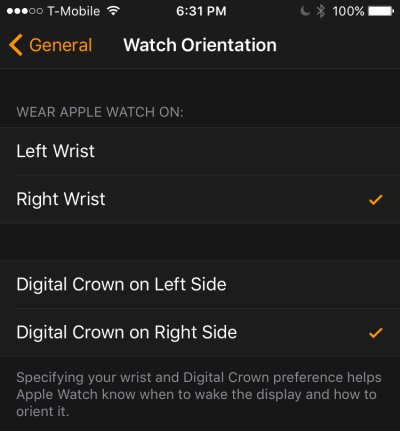 T-Mobile 6:31 PM 100%
General Watch Orientation
WEAR APPLE WATCH ON:
Left Wrist
Right Wrist
Digital Crown on Left Side
Digital Crown on Right Side
Specifying your wrist and Digital Crown preference helps
Apple Watch know when to wake the display and how to
orient it.